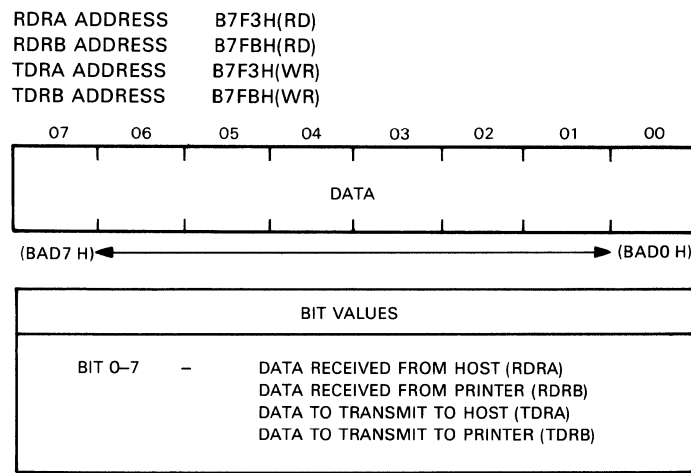 RDRA ADDRESS B7F3H(RD)
RDRB ADDRESS B7FBH(RD)
TDRA ADDRESS B7F3H(WR)
TDRB ADDRESS B7FBH(WR)
07 06 05 04 03 02 01 00
DATA
(BAD7 H) (BAD0 H)
BIT VALUES
BIT 0–7 – DATA RECEIVED FROM HOST (RDRA)
DATA RECEIVED FROM PRINTER (RDRB)
DATA TO TRANSMIT TO HOST (TDRA)
DATA TO TRANSMIT TO PRINTER (TDRB)